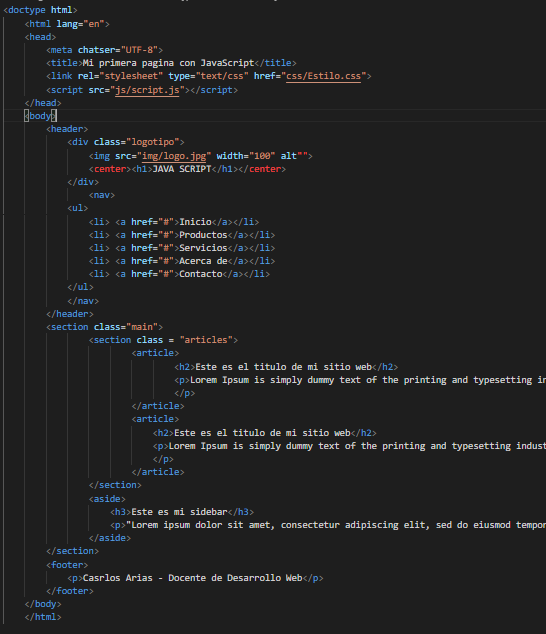 <doctype html>
<html lang="en">
<head>
<meta chatser="UTF-8">
<title>Mi primera pagina con JavaScript</title>
<link rel="stylesheet" type="text/css" href="css/Estilo.css">
<script src="js/script.js"></script>
</head>
<body>
<header>
<div class="logotipo">
<img src="img/logo.jpg" width="100" alt"">
<center><h1>JAVA SCRIPT</h1></center>
</div>
<nav>
<ul>
<li> <a href="#">Inicio</a></li>
<li> <a href="#">Productos</a></li>
<li> <a href="#">Servicios</a></li>
<li> <a href="#">Acerca de</a></li>
<li> <a href="#">Contacto</a></li>
</ul>
</nav>
</header>
<section class="main">
<section class = "articles">
<article>
<h2>Este es el titulo de mi sitio web</h2>
<p>Lorem Ipsum is simply dummy text of the printing and typesetting in
</p>
</article>
<article>
<h2>Este es el titulo de mi sitio web</h2>
<p>Lorem Ipsum is simply dummy text of the printing and typesetting indust
</p>
</article>
</section>
<aside>
<h3>Este es mi sidebar</h3>
<p>"Lorem ipsum dolor sit amet, consectetur adipiscing elit, sed do eiusmod tempor
</aside>
</section>
<footer>
<p>Casrlos Arias - Docente de Desarrollo Web</p>
</footer>
</body>
</html>